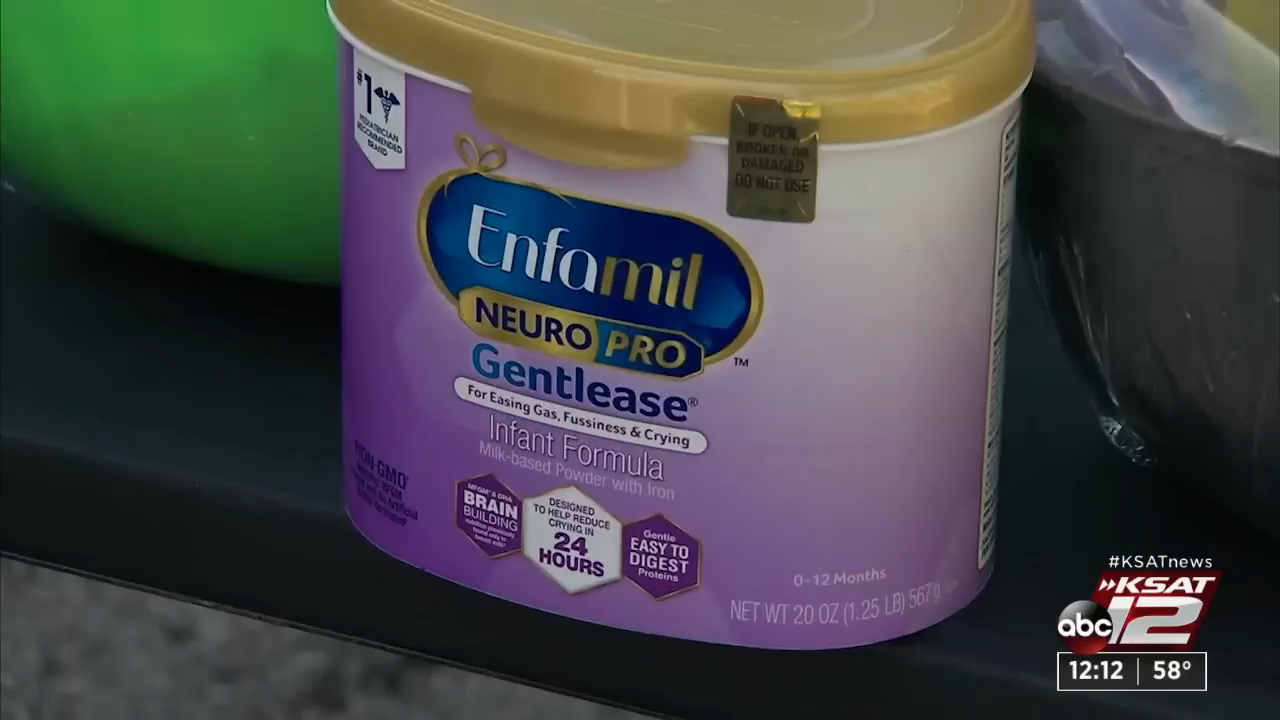 #1
PEDIATRICIAN
RECOMMENDED
BRAND
IF OPEN,
BROKEN OR
DAMAGED
DO NOT USE
Enfamil
NEUROPRO
™
Gentlease®
For Easing Gas, Fussiness & Crying
Infant Formula
Milk-based Powder with Iron
NON-GMO
BRAIN
BUILDING
DESIGNED
TO HELP REDUCE
CRYING IN
24
HOURS
Gentle
EASY TO
DIGEST
Proteins
0-12 Months
NET WT 20 OZ (1.25 LB) 567g
#KSATnews
KSAT
abc 12
12:12 58°